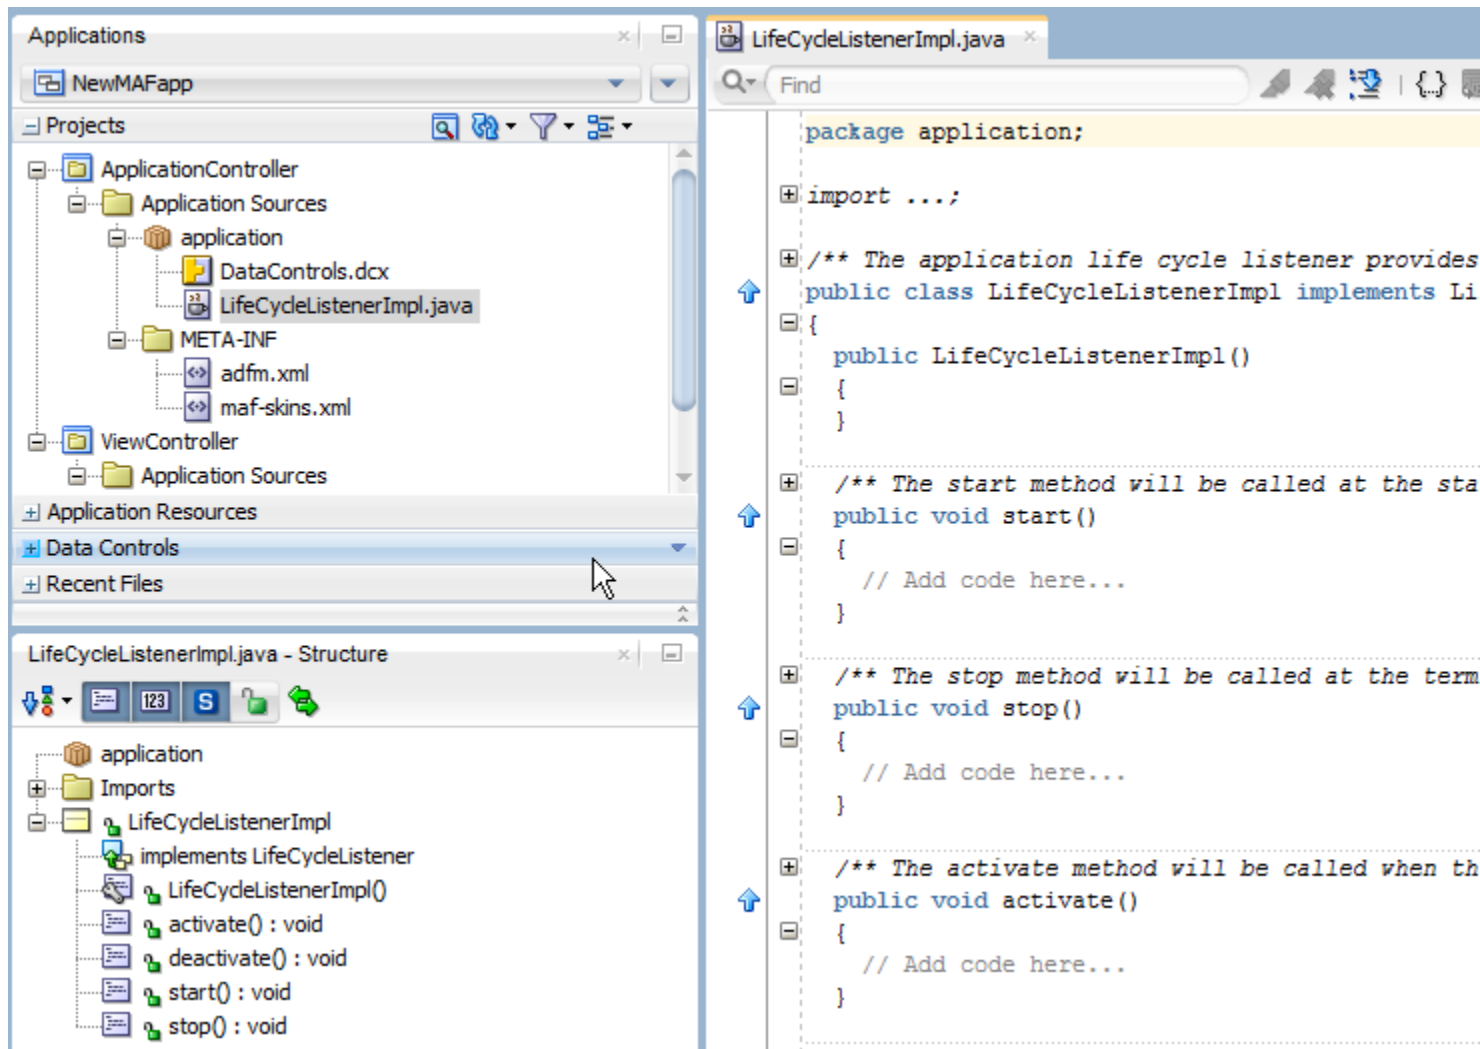 Applications
NewMAFapp
Projects
ApplicationController
Application Sources
application
DataControls.dcx
LifeCycleListenerImpl.java
META-INF
adfm.xml
maf-skins.xml
ViewController
Application Sources
Application Resources
Data Controls
Recent Files
LifeCycleListenerImpl.java - Structure
123
S
application
Imports
LifeCycleListenerImpl
implements LifeCycleListener
LifeCycleListenerImpl()
activate() : void
deactivate() : void
start() : void
stop() : void
LifeCycleListenerImpl.java
Find
{..}
package application;
import ...;
/** The application life cycle listener provides
public class LifeCycleListenerImpl implements Li
{
public LifeCycleListenerImpl()
{
}
/** The start method will be called at the sta
public void start()
{
// Add code here...
}
/** The stop method will be called at the term
public void stop()
{
// Add code here...
}
/** The activate method will be called when th
public void activate()
{
// Add code here...
}